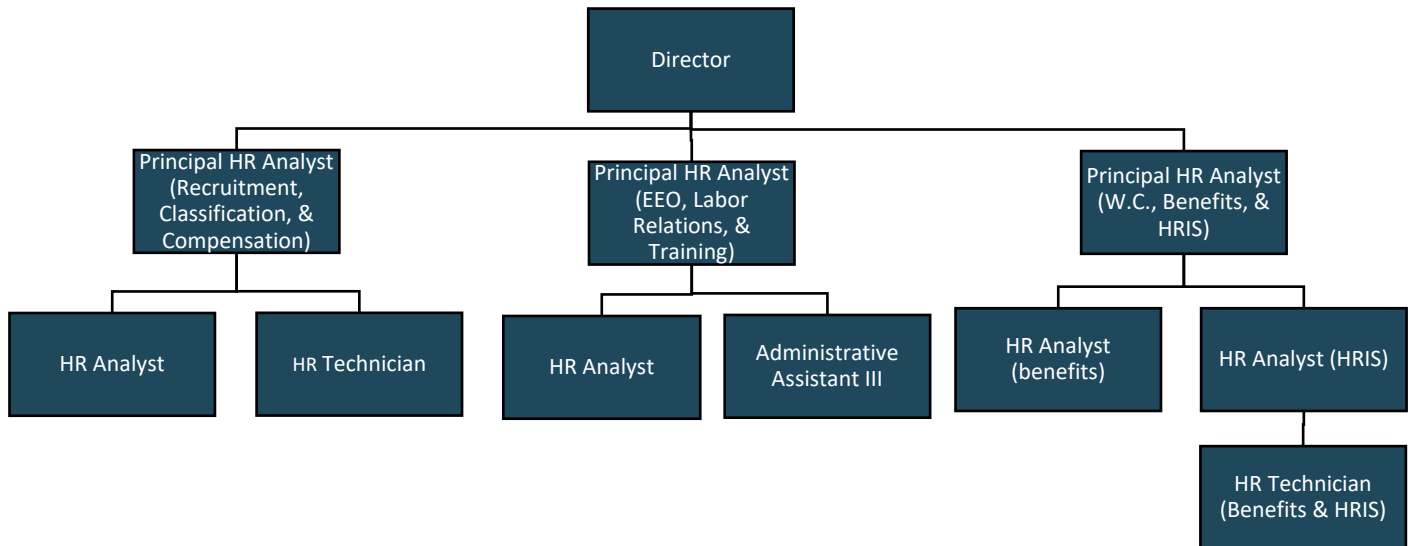 Director
Principal HR Analyst
(Recruitment,
Classification, &
Compensation)
Principal HR Analyst
(EEO, Labor
Relations, &
Training)
Principal HR Analyst
(W.C., Benefits, &
HRIS)
HR Analyst
HR Technician
HR Analyst
Administrative
Assistant III
HR Analyst
(benefits)
HR Analyst (HRIS)
HR Technician
(Benefits & HRIS)